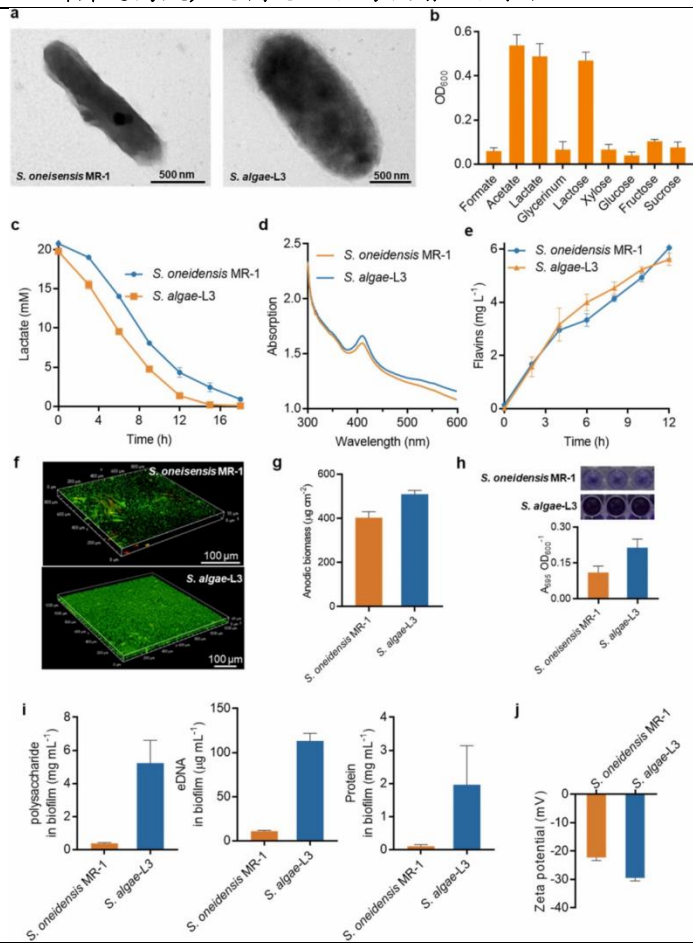 a
S. oneisensis MR-1
500 nm
S. algae-L3
500 nm
b
OD600
0.6
0.4
0.2
0.0
Formate
Acetate
Lactate
Glycerinum
Lactose
Xylose
Glucose
Fructose
Sucrose
c
Lactate (mM)
20
15
10
5
0
S. oneidensis MR-1
S. algae-L3
0 4 8 12 16
Time (h)
d
Absorption
2.5
2.0
1.5
1.0
S. oneidensis MR-1
S. algae-L3
300 400 500 600
Wavelength (nm)
e
Flavins (mg L-1)
6
4
2
0
S. oneidensis MR-1
S. algae-L3
0 3 6 9 12
Time (h)
f
S. oneisensis MR-1
100 μm
S. algae-L3
100 μm
g
Anodic biomass (μg cm-2)
600
400
200
0
S. oneidensis MR-1
S. algae-L3
h
S. oneidensis MR-1
S. algae-L3
A595 OD600-1
0.30
0.15
0.00
S. oneisensis MR-1
S. algae-L3
i
polysaccharide
in biofilm (mg mL-1)
8
6
4
2
0
S. oneidensis MR-1
S. algae-L3
eDNA
in biofilm (μg mL-1)
150
100
50
0
S. oneidensis MR-1
S. algae-L3
Protein
in biofilm (mg mL-1)
4
3
2
1
0
S. oneidensis MR-1
S. algae-L3
j
S. oneidensis MR-1
S. algae-L3
Zeta potential (mV)
0
-10
-20
-30
-40